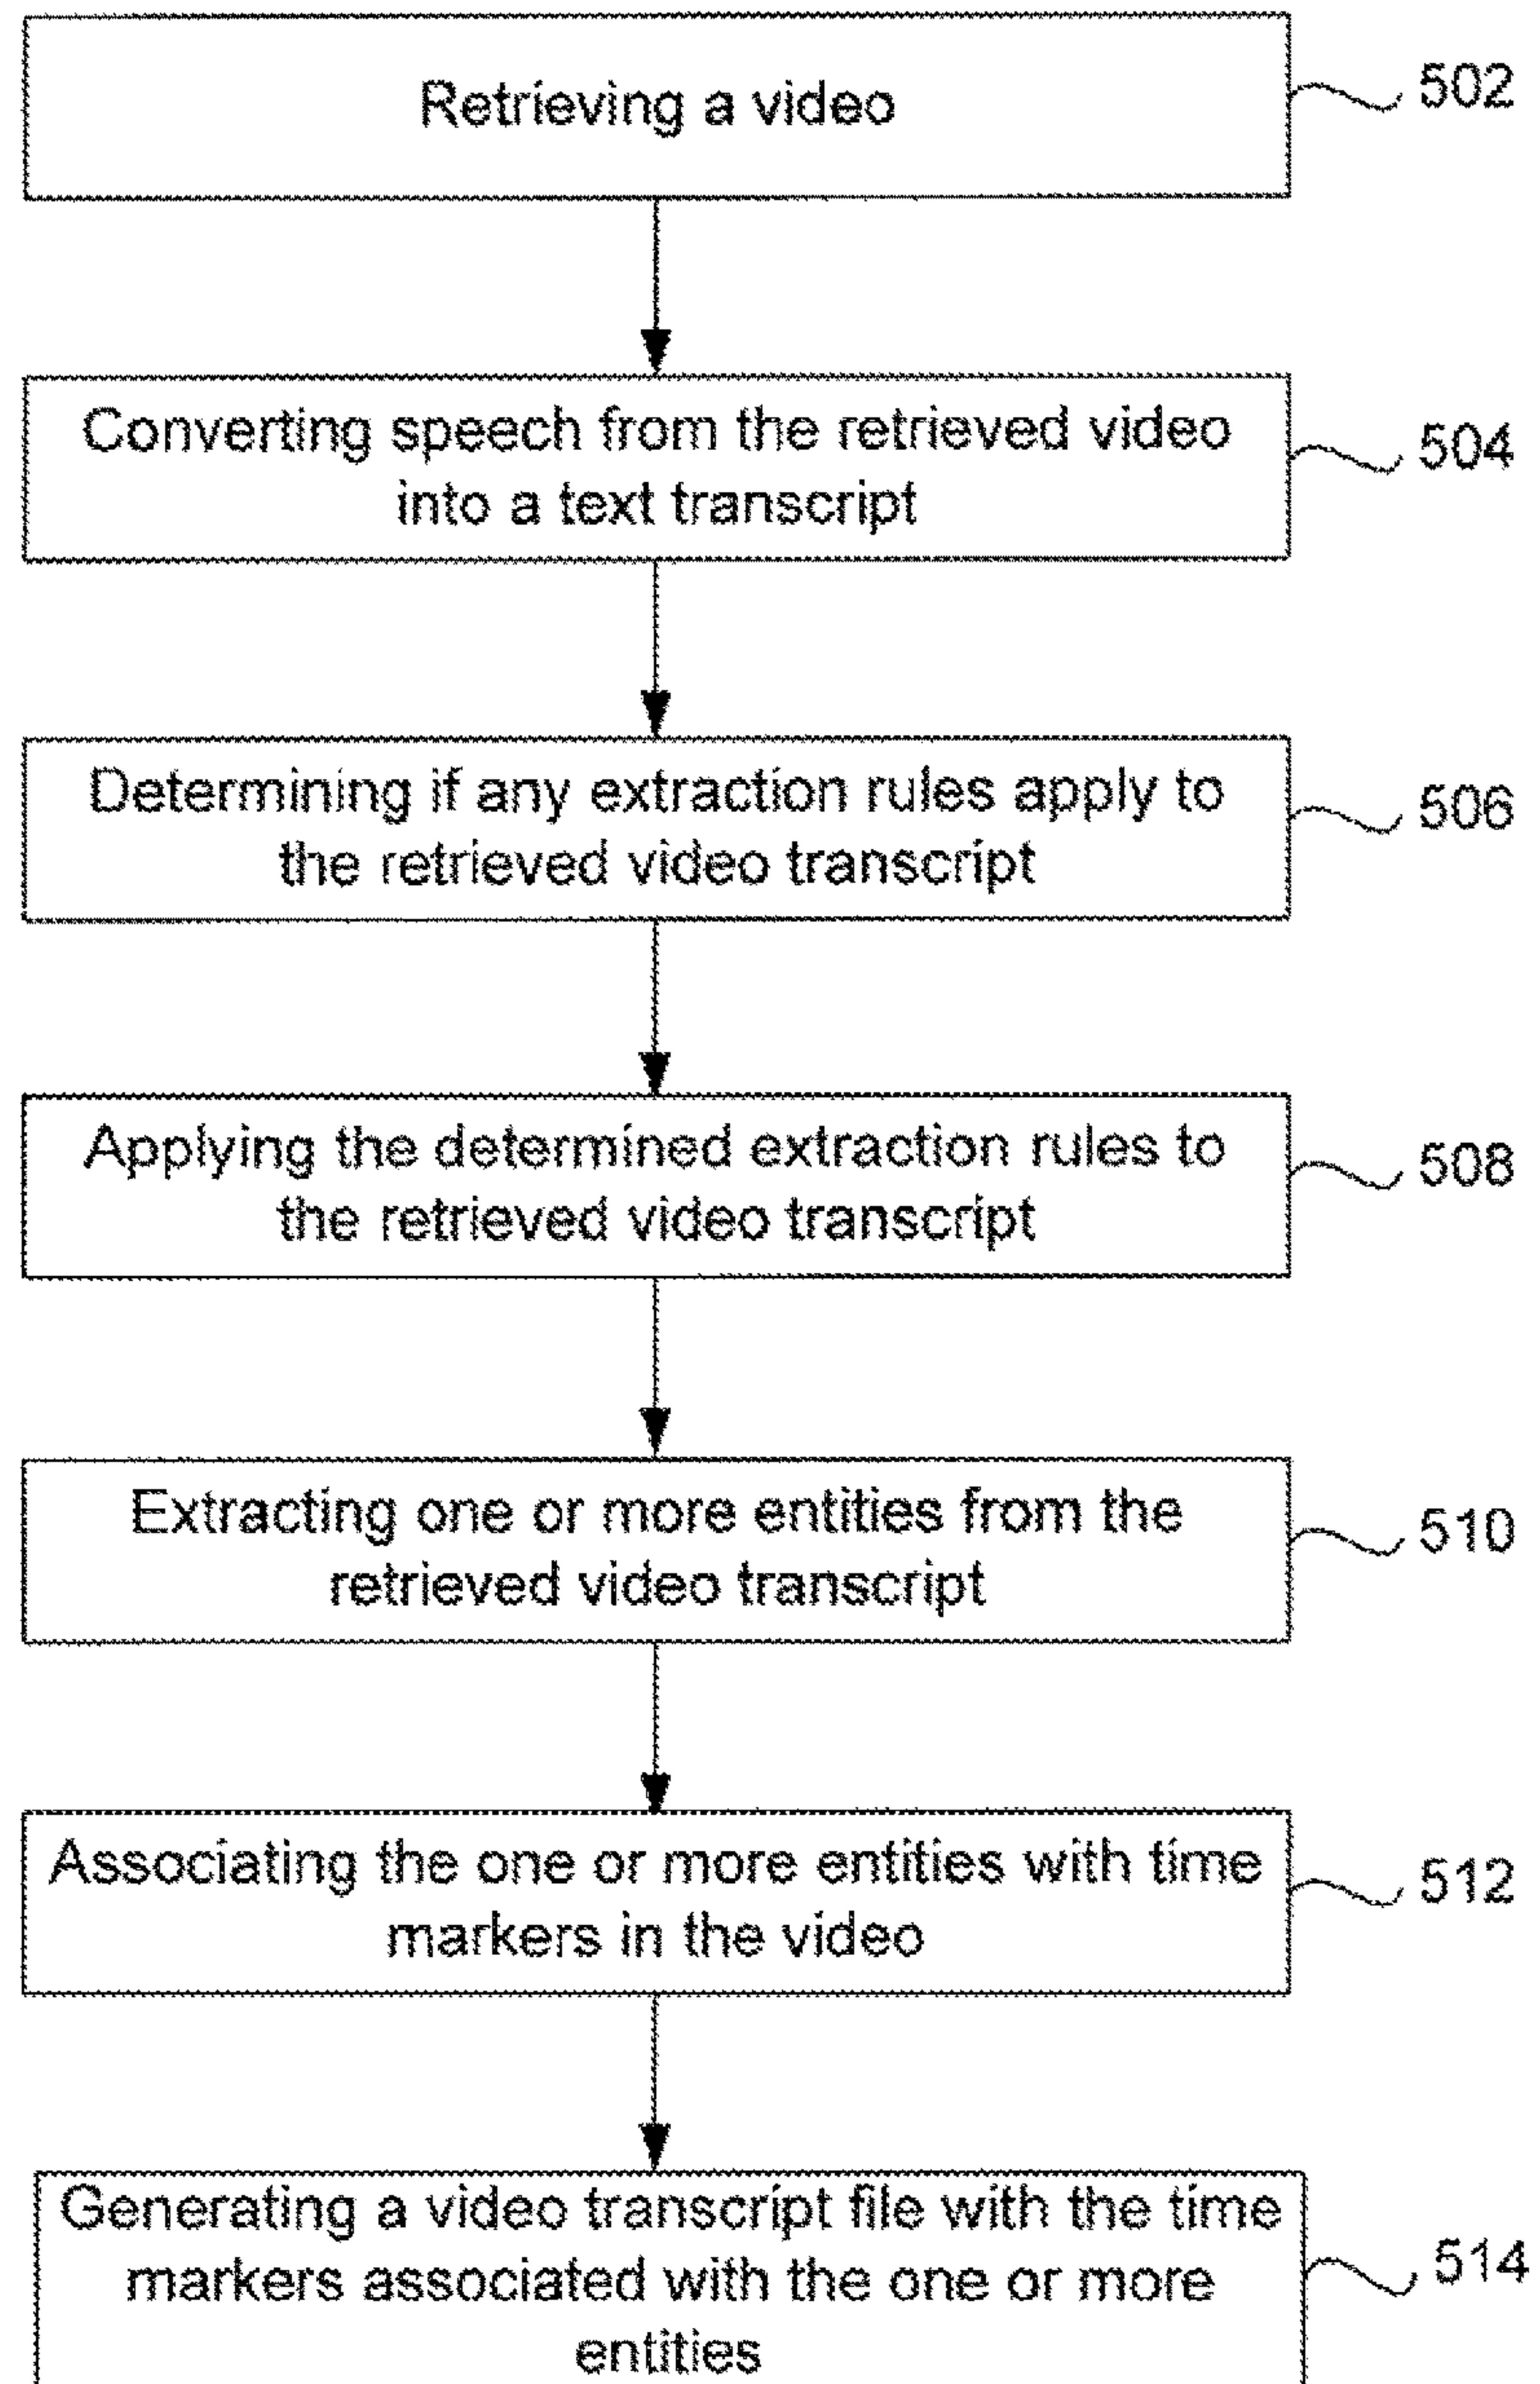 Retrieving a video
502
Converting speech from the retrieved video
into a text transcript
504
Determining if any extraction rules apply to
the retrieved video transcript
506
Applying the determined extraction rules to
the retrieved video transcript
508
Extracting one or more entities from the
retrieved video transcript
510
Associating the one or more entities with time
markers in the video
512
Generating a video transcript file with the time
markers associated with the one or more
entities
514